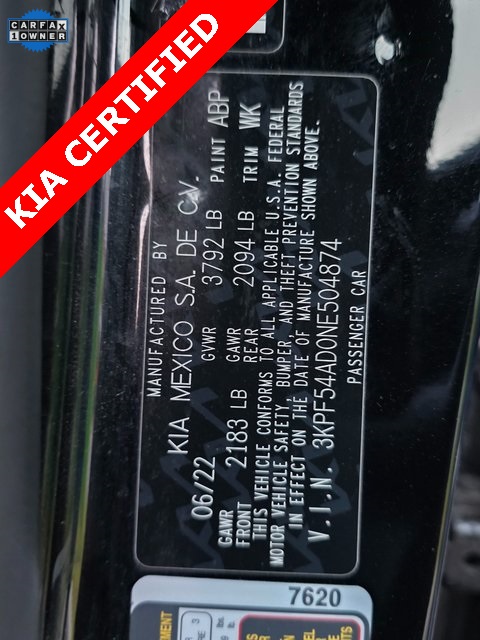 CARFAX
1 OWNER
KIA CERTIFIED
MANUFACTURED BY
KIA MEXICO S.A. DE C.V.
06/22 GVWR 3792 LB PAINT ABP
GAWR FRONT 2183 LB GAWR REAR 2094 LB TRIM WK
THIS VEHICLE CONFORMS TO ALL APPLICABLE U.S.A. FEDERAL
MOTOR VEHICLE SAFETY, BUMPER, AND THEFT PREVENTION STANDARDS
IN EFFECT ON THE DATE OF MANUFACTURE SHOWN ABOVE.
V.I.N. 3KPF54AD0NE504874
PASSENGER CAR
7620